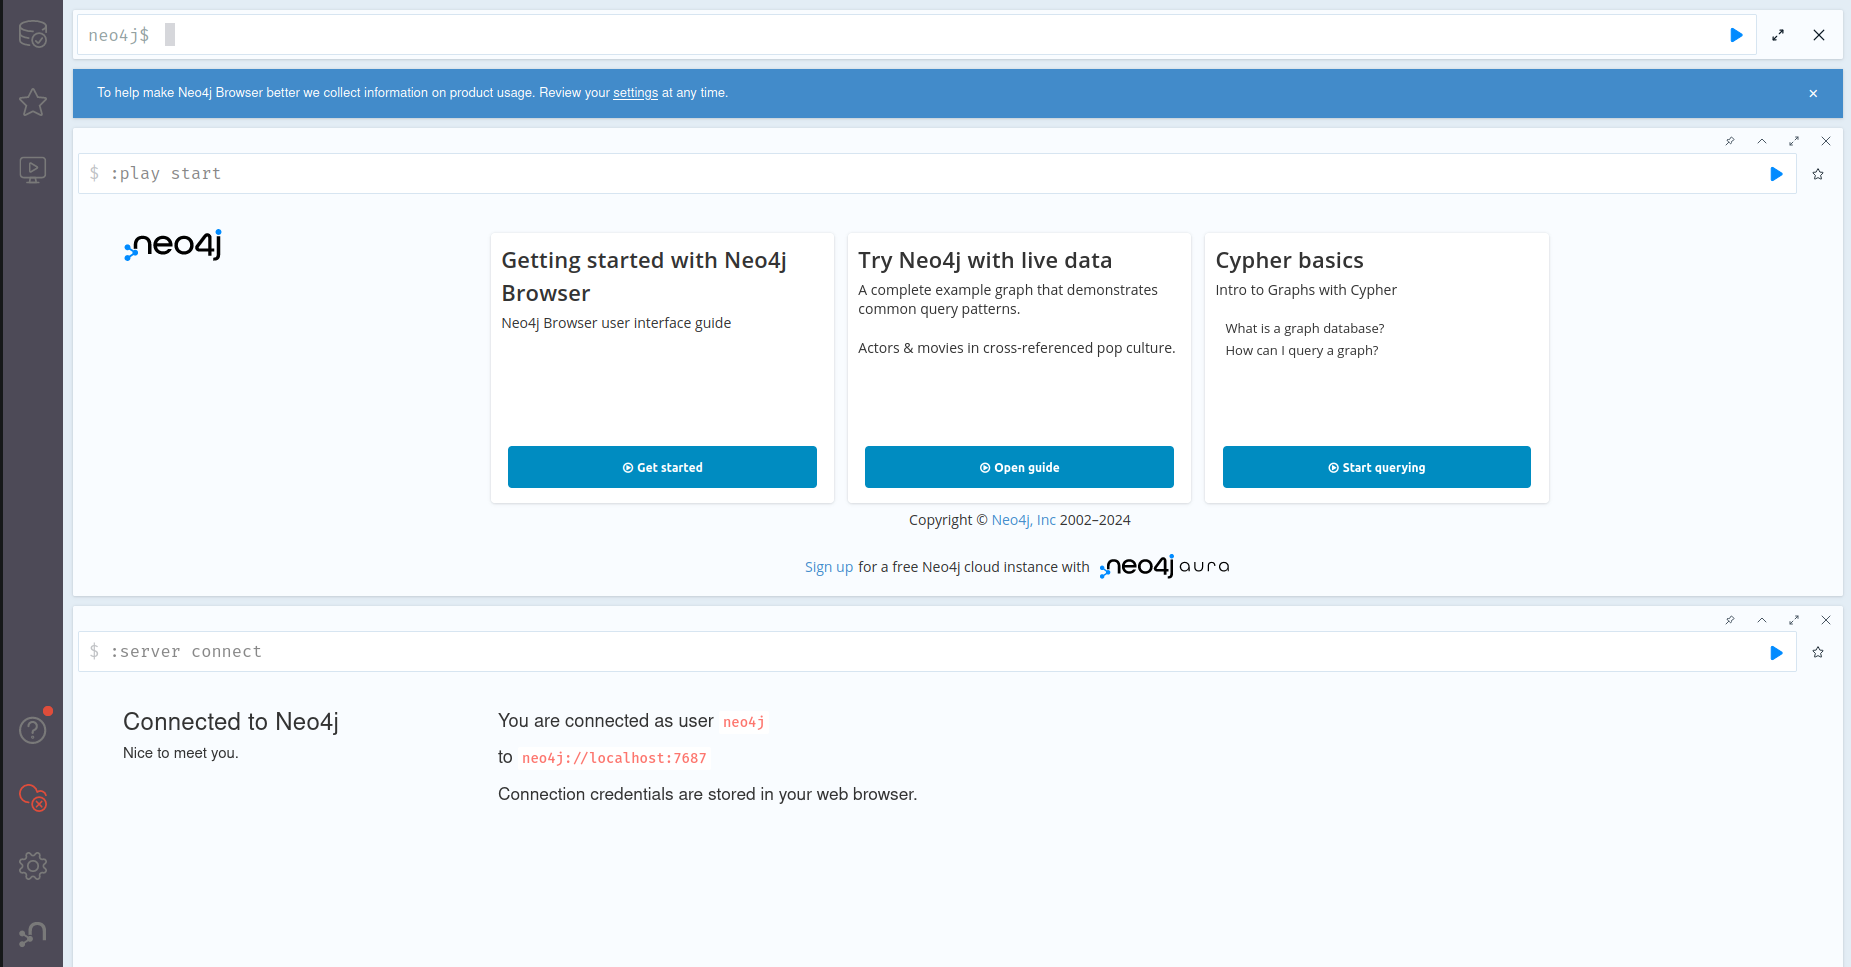 neo4j$
To help make Neo4j Browser better we collect information on product usage. Review your settings at any time.
$ :play start
neo4j
Getting started with Neo4j
Browser
Neo4j Browser user interface guide
Get started
Try Neo4j with live data
A complete example graph that demonstrates
common query patterns.
Actors & movies in cross-referenced pop culture.
Open guide
Cypher basics
Intro to Graphs with Cypher
What is a graph database?
How can I query a graph?
Start querying
Copyright © Neo4j, Inc 2002–2024
Sign up for a free Neo4j cloud instance with neo4j aura
$ :server connect
Connected to Neo4j
Nice to meet you.
You are connected as user neo4j
to neo4j://localhost:7687
Connection credentials are stored in your web browser.